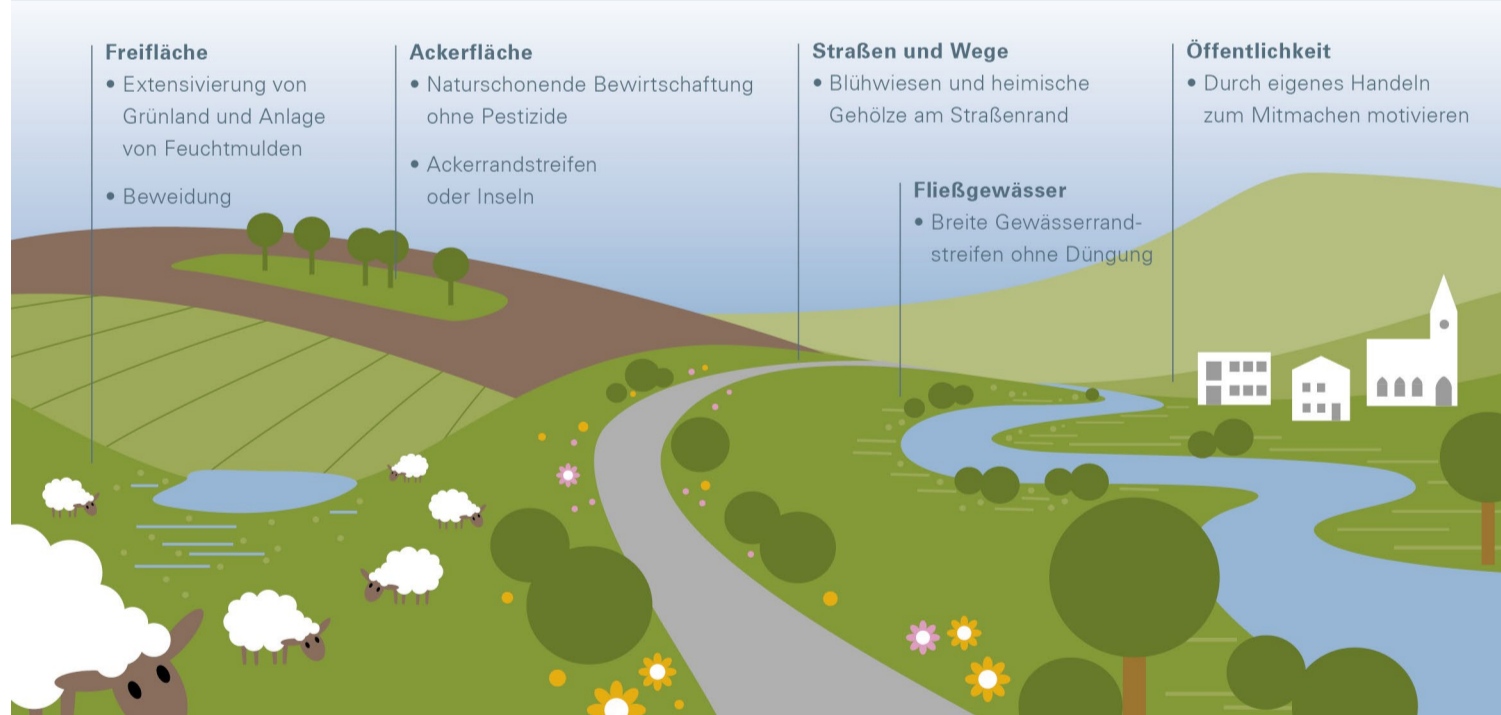 Freifläche
• Extensivierung von
Grünland und Anlage
von Feuchtmulden
• Beweidung
Ackerfläche
• Naturschonende Bewirtschaftung
ohne Pestizide
• Ackerrandstreifen
oder Inseln
Straßen und Wege
• Blühwiesen und heimische
Gehölze am Straßenrand
Fließgewässer
• Breite Gewässerrand-
streifen ohne Düngung
Öffentlichkeit
• Durch eigenes Handeln
zum Mitmachen motivieren